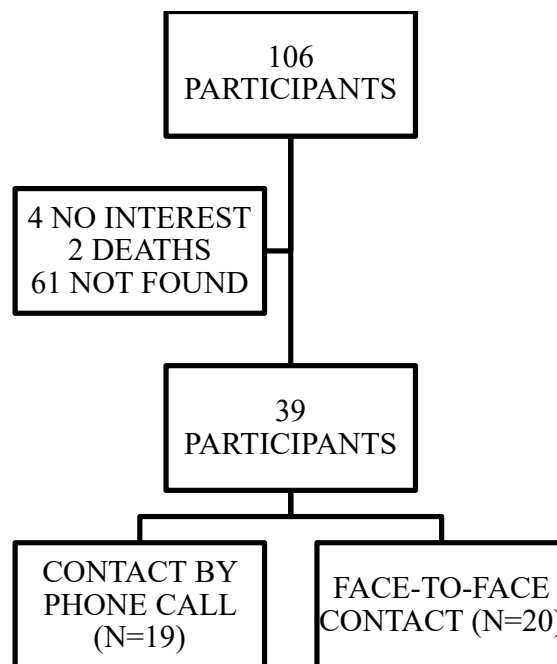 106
PARTICIPANTS
4 NO INTEREST
2 DEATHS
61 NOT FOUND
39
PARTICIPANTS
CONTACT BY
PHONE CALL
(N=19)
FACE-TO-FACE
CONTACT (N=20)